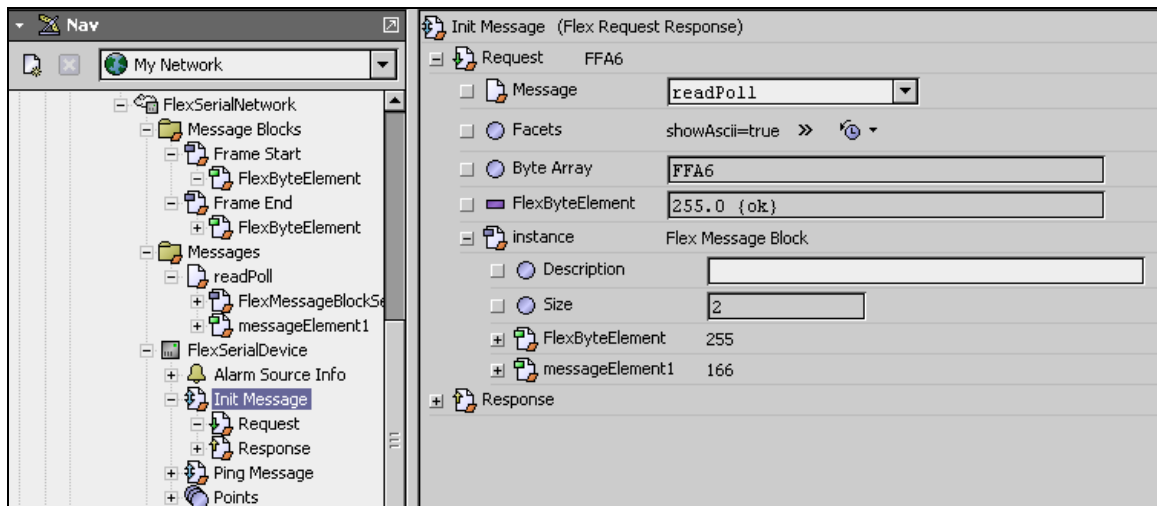 Nav
My Network
FlexSerialNetwork
Message Blocks
Frame Start
FlexByteElement
Frame End
FlexByteElement
Messages
readPoll
FlexMessageBlockSe
messageElement1
FlexSerialDevice
Alarm Source Info
Init Message
Request
Response
Ping Message
Points
Init Message (Flex Request Response)
Request FFA6
Message readPoll
Facets showAscii=true »
Byte Array FFA6
FlexByteElement 255.0 {ok}
instance Flex Message Block
Description
Size 2
FlexByteElement 255
messageElement1 166
Response